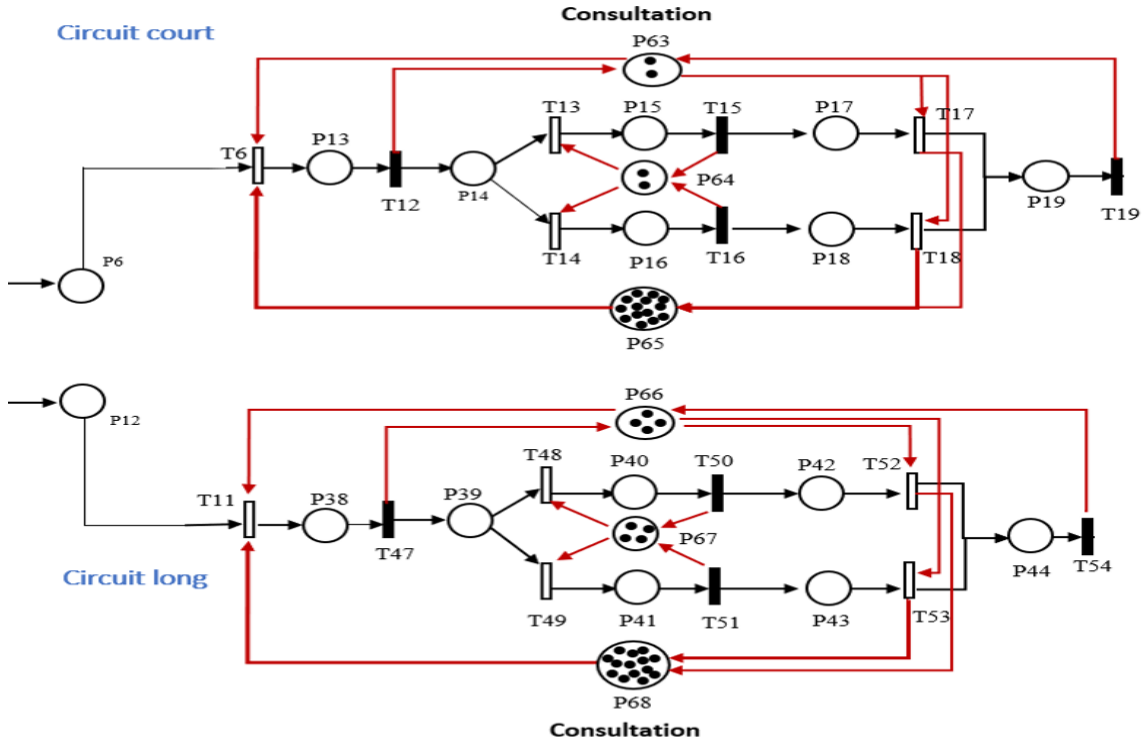 Consultation
Circuit court
P63
T13 P15 T15 P17 T17
T6 P13
P14
T12
P64
P19
T19
T14 P16 T16 P18 T18
P6
P65
P12
P66
T48 P40 T50 P42 T52
T11 P38 P39
T47
P67
P44 T54
Circuit long
T49 P41 T51 P43 T53
P68
Consultation